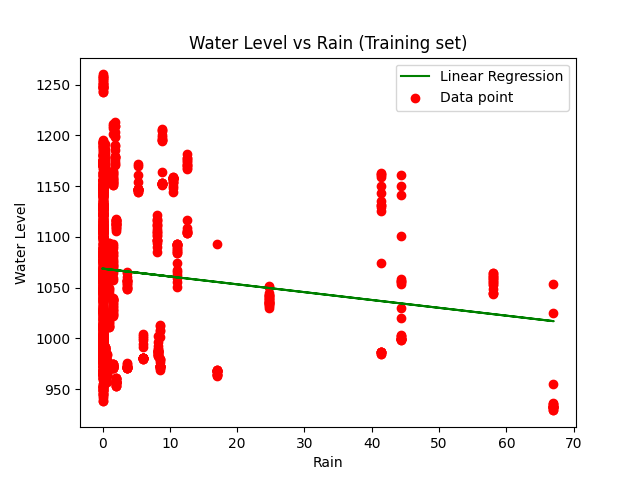 Water Level vs Rain (Training set)
Linear Regression
Data point
Water Level
1250
1200
1150
1100
1050
1000
950
0 10 20 30 40 50 60 70
Rain